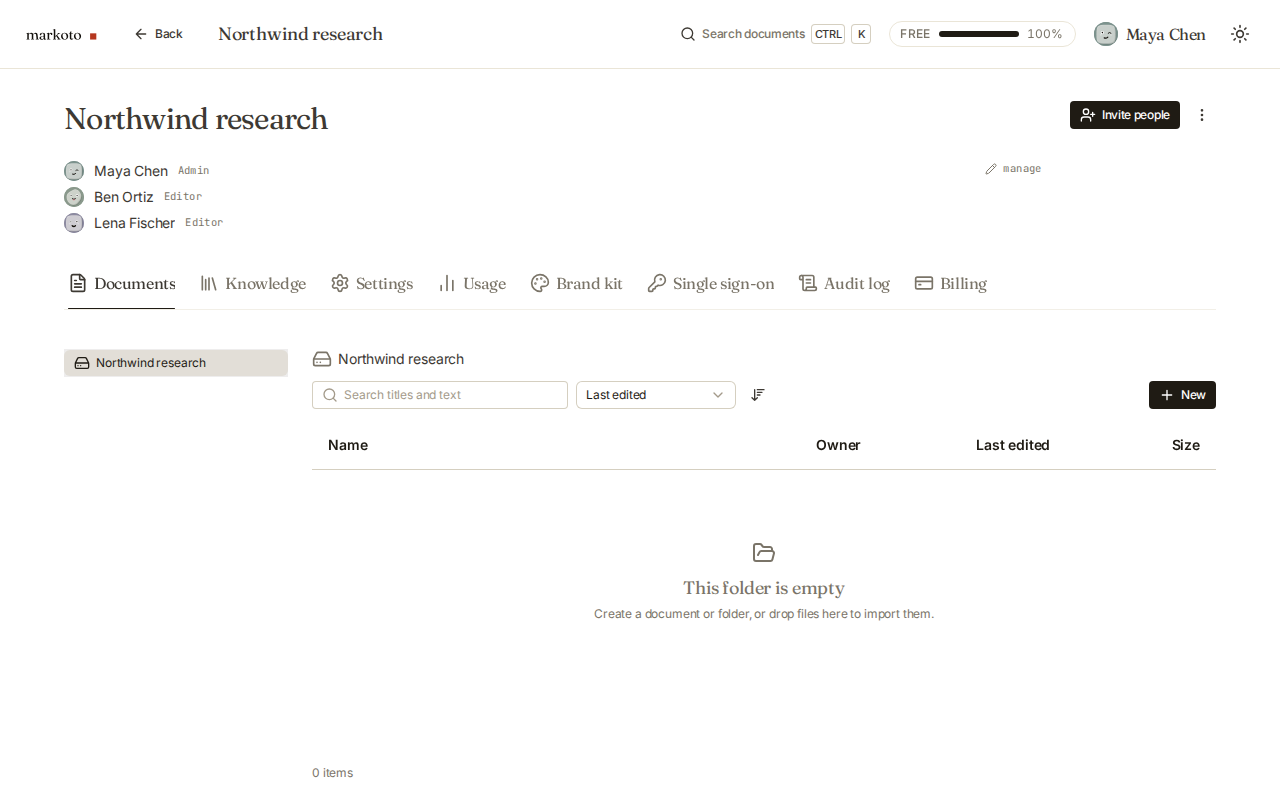 markoto
Back
Northwind research
Search documents CTRL K
FREE 100%
Maya Chen
Northwind research
Invite people
Maya Chen Admin
manage
Ben Ortiz Editor
Lena Fischer Editor
Documents Knowledge Settings Usage Brand kit Single sign-on Audit log Billing
Northwind research
Northwind research
Search titles and text
Last edited
New
Name Owner Last edited Size
This folder is empty
Create a document or folder, or drop files here to import them.
0 items